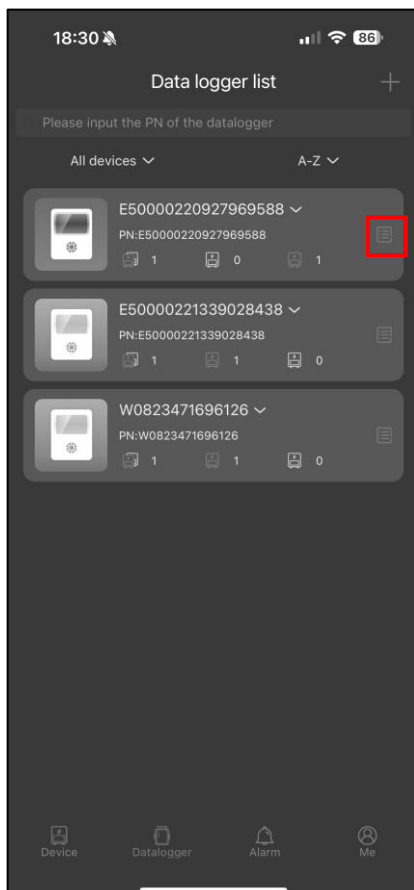 18:30 86
Data logger list
Please input the PN of the datalogger
All devices A-Z
E50000220927969588
PN:E50000220927969588
1 0 1
E50000221339028438
PN:E50000221339028438
1 1 0
W0823471696126
PN:W0823471696126
1 1 0
Device Datalogger Alarm Me